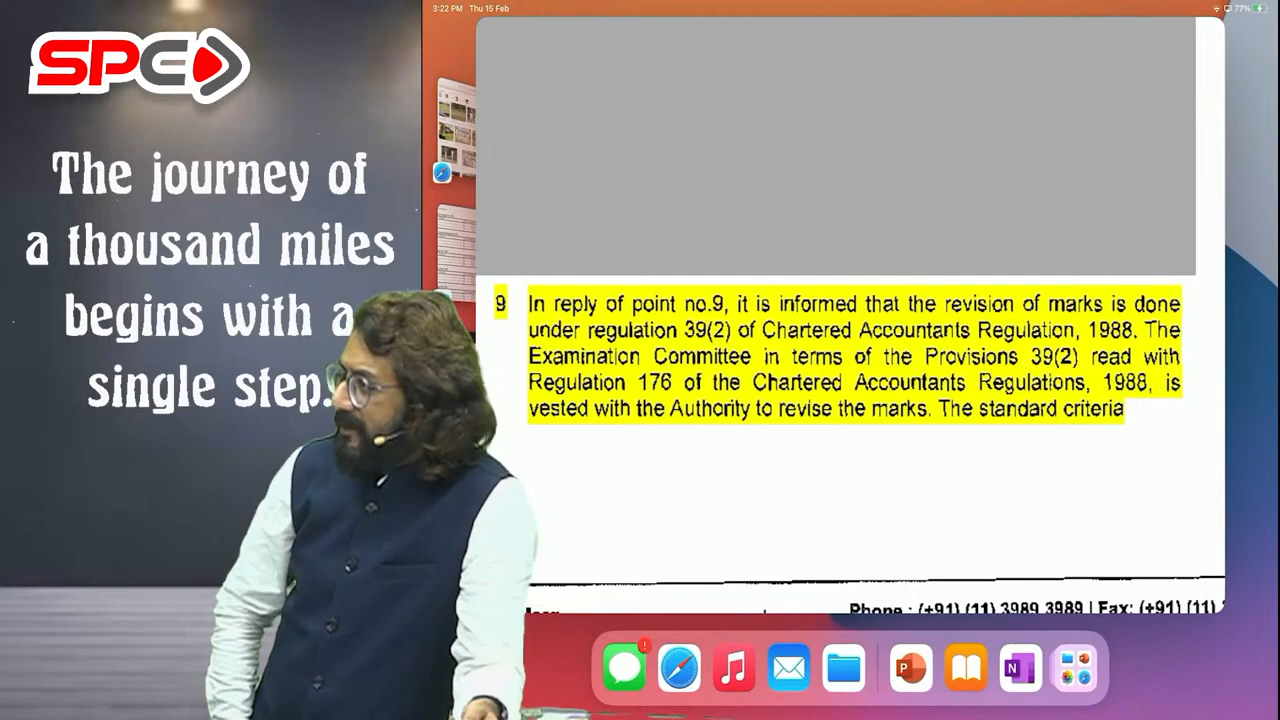 SPED
The journey of
a thousand miles
begins with a
single step.
3:22 PM Thu 15 Feb
77%
9 In reply of point no.9, it is informed that the revision of marks is done
under regulation 39(2) of Chartered Accountants Regulation, 1988. The
Examination Committee in terms of the Provisions 39(2) read with
Regulation 176 of the Chartered Accountants Regulations, 1988, is
vested with the Authority to revise the marks. The standard criteria
Phone : (+91) (11) 3989 3989 | Fax: (+91) (11)